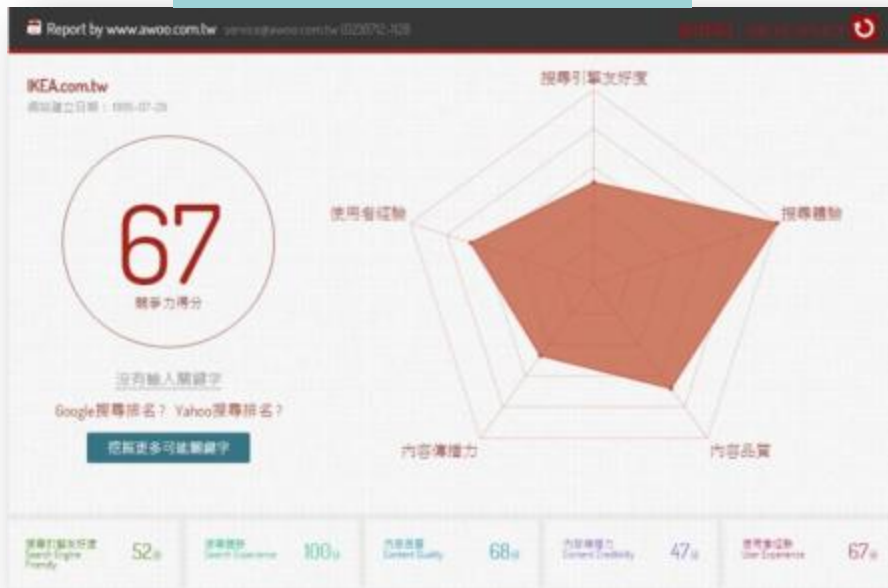 Report by www.awoo.com.tw
IKEA.com.tw
67
競爭力得分
沒有輸入關鍵字
Google搜尋排名? Yahoo搜尋排名?
挖掘更多可能關鍵字
搜尋引擎友好度
搜尋體驗
內容品質
內容傳播力
使用者經驗
搜尋引擎友好度
Search Engine
Friendly
52
搜尋體驗
Search Experience
100
內容品質
Content Quality
68
內容傳播力
Content Credibility
47
使用者經驗
User Experience
67